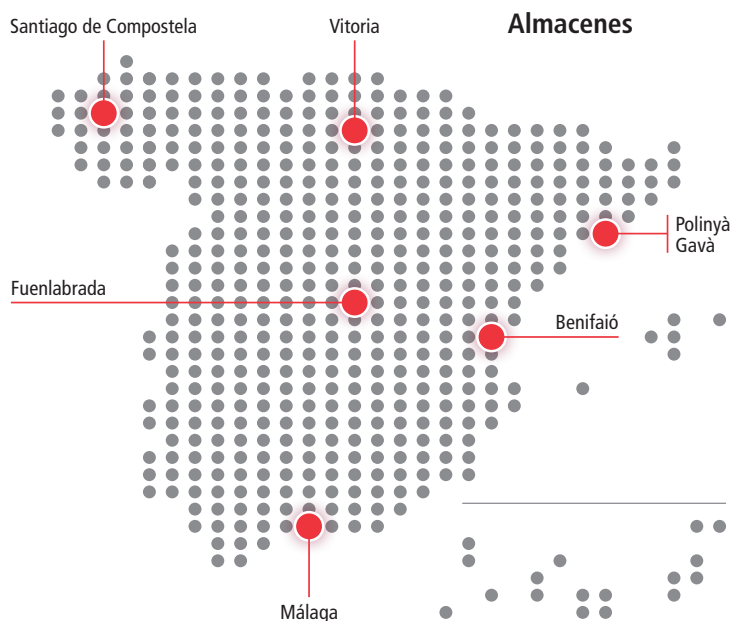 Almacenes
Santiago de Compostela
Vitoria
Polinyà
Gavà
Fuenlabrada
Benifaió
Málaga